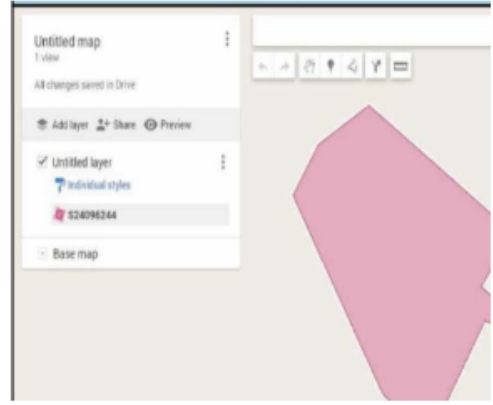 Untitled map
1 view
All changes saved in Drive
Add layer Share Preview
Untitled layer
Individual styles
S24096244
Base map